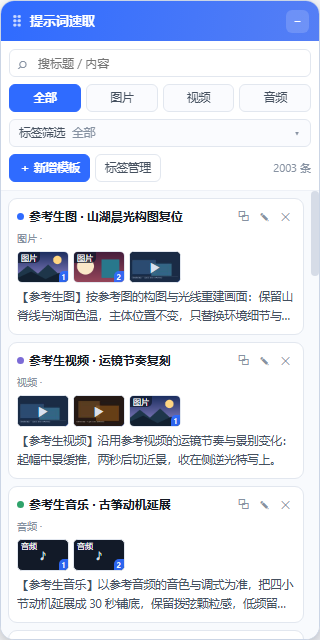 提示词速取
搜标题 / 内容
全部 图片 视频 音频
标签筛选 全部
+ 新增模板 标签管理 2003 条
参考生图 · 山湖晨光构图复位
图片 ·
图片 1 图片 2 1
【参考生图】按参考图的构图与光线重建画面：保留山
脊线与湖面色温，主体位置不变，只替换环境细节与...
参考生视频 · 运镜节奏复刻
视频 ·
图片 1
【参考生视频】沿用参考视频的运镜节奏与景别变化：
起幅中景缓推，两秒后切近景，收在侧逆光特写上。
参考生音乐 · 古筝动机延展
音频 ·
音频 1 音频 2
【参考生音乐】以参考音频的音色与调式为准，把四小
节动机延展成 30 秒铺底，保留拨弦颗粒感，低频留...